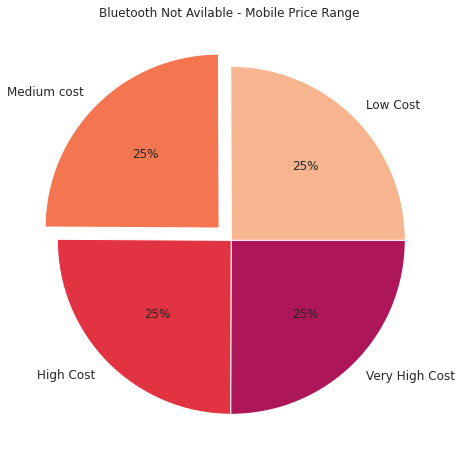 Bluetooth Not Avilable - Mobile Price Range
Medium cost
Low Cost
25%
25%
25%
25%
High Cost
Very High Cost